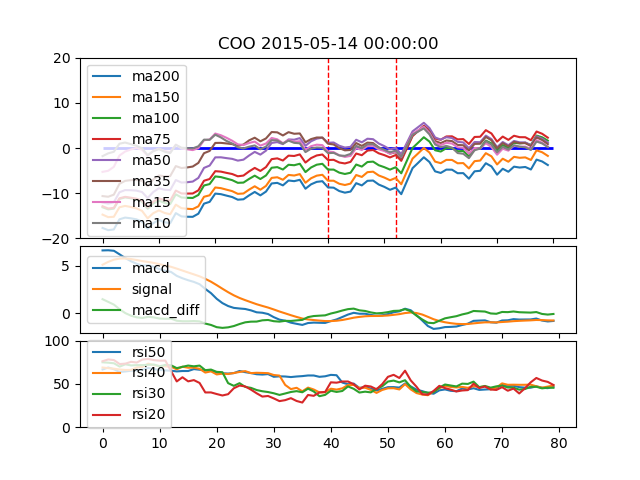 COO 2015-05-14 00:00:00
20
10
0
−10
−20
ma200
ma150
ma100
ma75
ma50
ma35
ma15
ma10
5
0
macd
signal
macd_diff
100
50
0
rsi50
rsi40
rsi30
rsi20
0 10 20 30 40 50 60 70 80